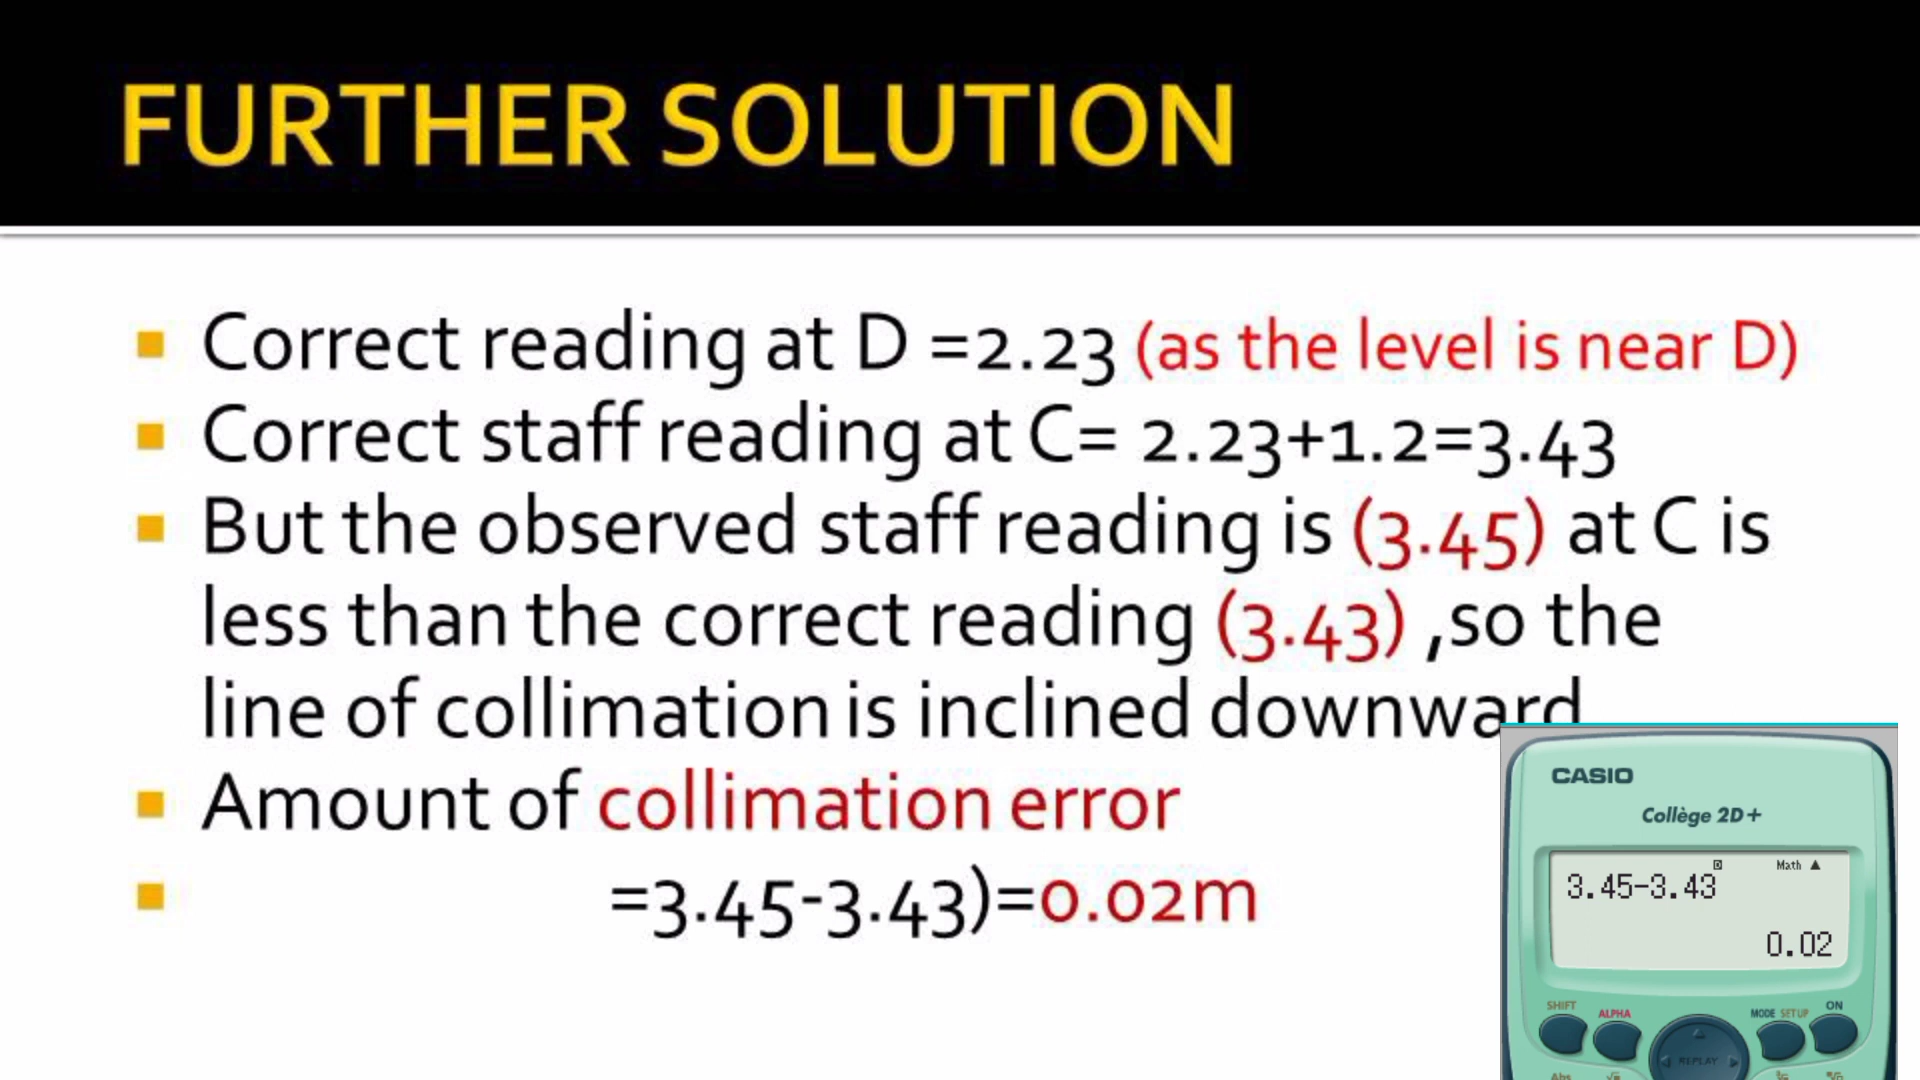 FURTHER SOLUTION
Correct reading at D =2.23 (as the level is near D)
Correct staff reading at C= 2.23+1.2=3.43
But the observed staff reading is (3.45) at C is
less than the correct reading (3.43) ,so the
line of collimation is inclined downward
Amount of collimation error
=3.45-3.43)=0.02m
CASIO
Collège 2D+
D Math ▲
3.45-3.43
0.02
SHIFT ALPHA MODE SETUP ON
REPLAY
Abs